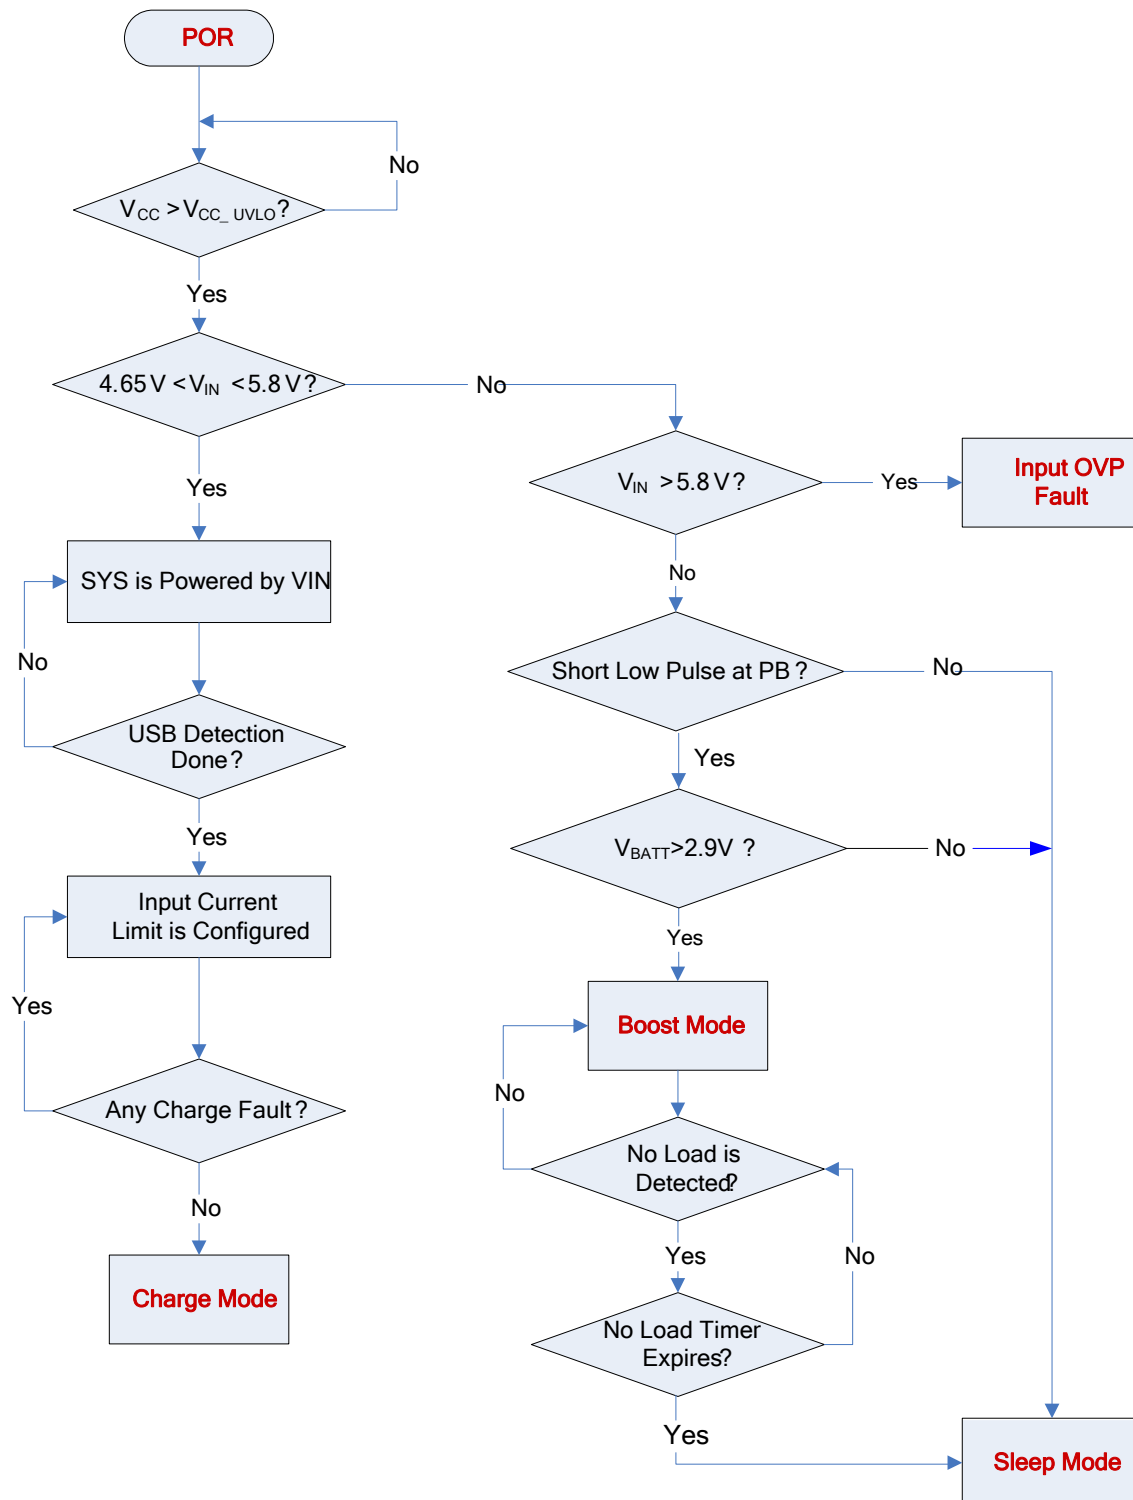 POR
No
VCC > VCC_ UVLO?
Yes
4.65 V < VIN < 5.8 V ?
No
VIN > 5.8 V ?
Yes
Input OVP
Fault
Yes
No
SYS is Powered by VIN
No
Short Low Pulse at PB ?
No
USB Detection
Done ?
Yes
Yes
VBATT>2.9V ?
No
Input Current
Limit is Configured
Yes
Yes
Boost Mode
No
Any Charge Fault ?
No
No Load is
Detected?
Yes
No
Charge Mode
No Load Timer
Expires?
Yes
Sleep Mode